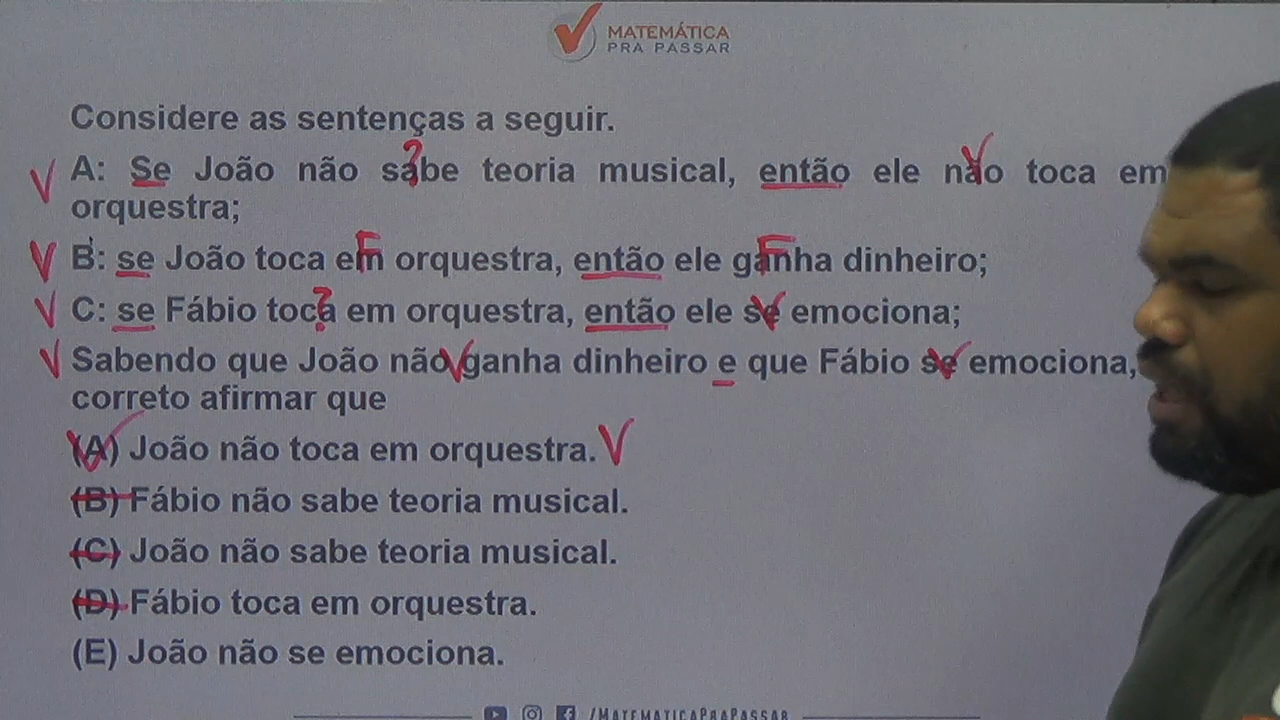 MATEMÁTICA
PRA PASSAR
Considere as sentenças a seguir.
V A: Se João não sabe teoria musical, então ele não toca em
orquestra;
V B: se João toca em orquestra, então ele ganha dinheiro;
V C: se Fábio toca em orquestra, então ele se emociona;
V Sabendo que João não ganha dinheiro e que Fábio se emociona,
correto afirmar que
(A) João não toca em orquestra. V
(B) Fábio não sabe teoria musical.
(C) João não sabe teoria musical.
(D) Fábio toca em orquestra.
(E) João não se emociona.
/MATEMATICAPRAPASSAR